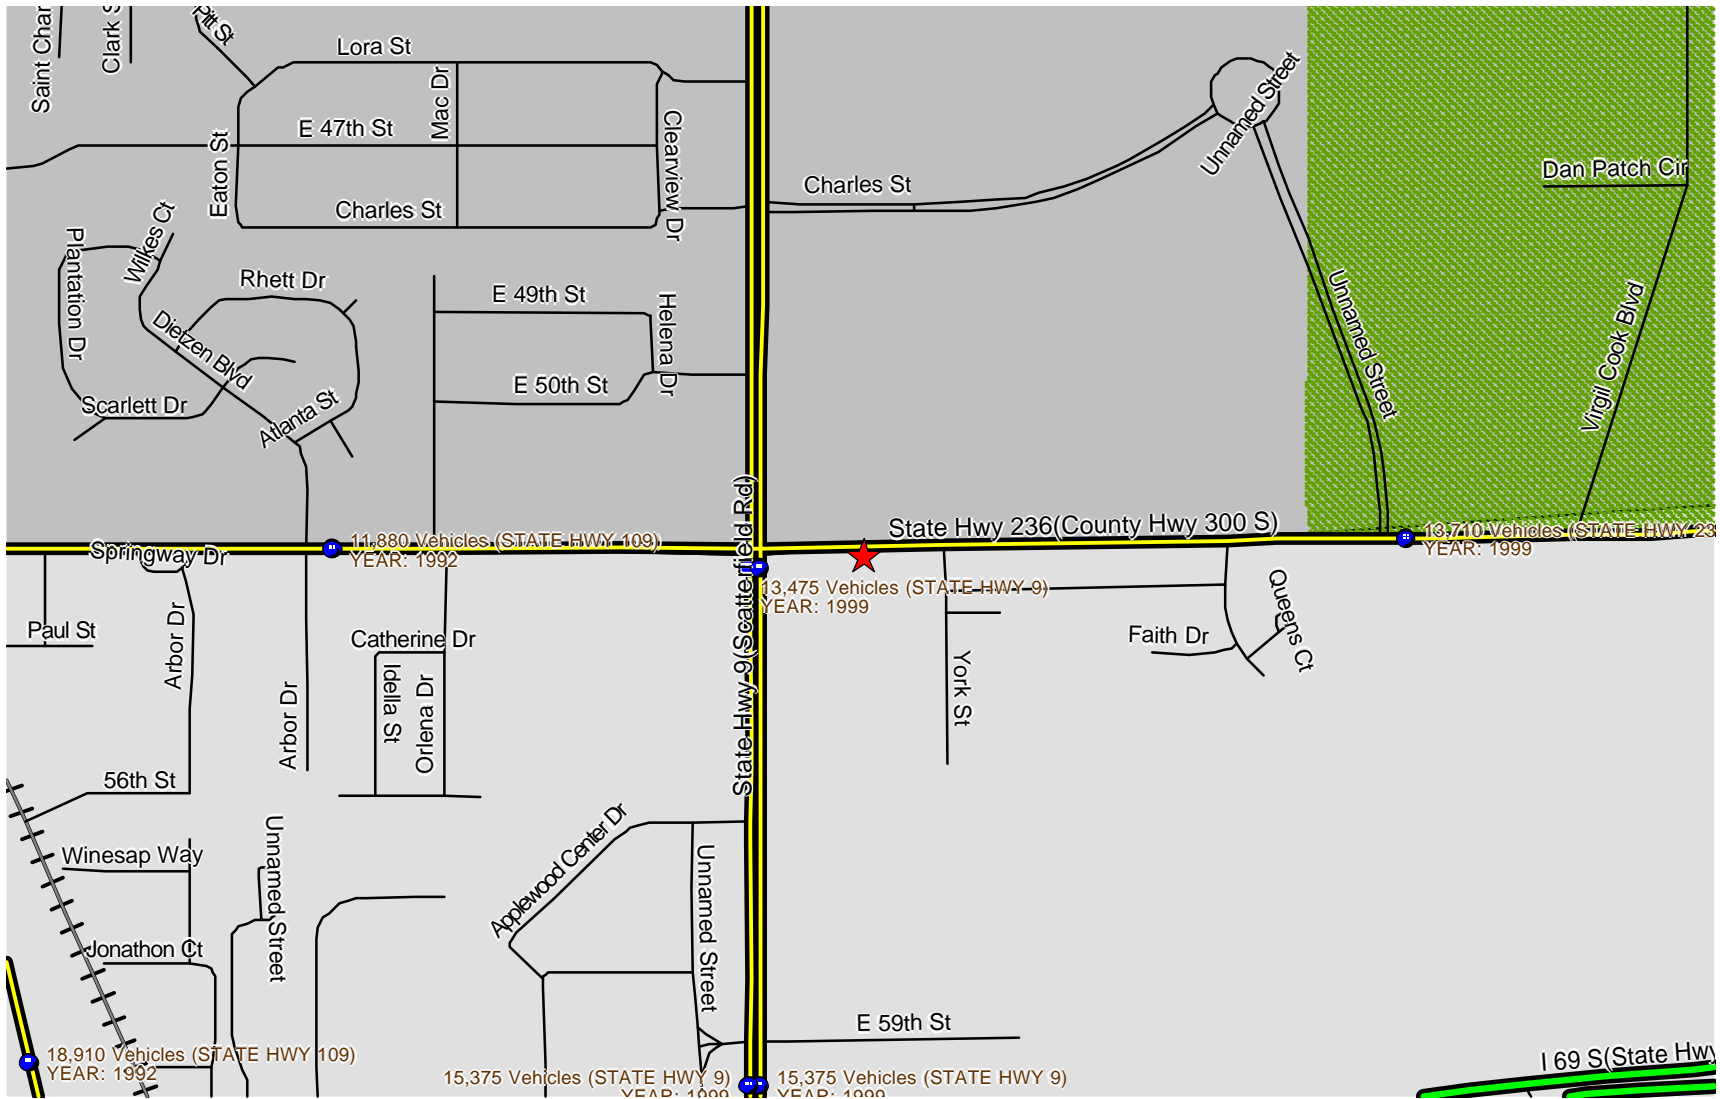 Saint Char
Clark S
Pitt St
Lora St
Mac Dr
E 47th St
Eaton St
Clearview Dr
Charles St
Charles St
Unnamed Street
Dan Patch Cir
Plantation Dr
Wilkes Ct
Rhett Dr
E 49th St
Helena Dr
Unnamed Street
Virgil Cook Blvd
Dietzen Blvd
E 50th St
Scarlett Dr
Atlanta St
State Hwy 9(Scatterfield Rd)
State Hwy 236(County Hwy 300 S)
13,710 Vehicles (STATE HWY 23
YEAR: 1999
11,880 Vehicles (STATE HWY 109)
YEAR: 1992
Springway Dr
13,475 Vehicles (STATE HWY 9)
YEAR: 1999
Queens Ct
Paul St
Arbor Dr
Catherine Dr
Faith Dr
Arbor Dr
Idella St
Orlena Dr
York St
56th St
Applewood Center Dr
Winesap Way
Unnamed Street
Unnamed Street
Jonathon Ct
E 59th St
18,910 Vehicles (STATE HWY 109)
YEAR: 1992
15,375 Vehicles (STATE HWY 9)
YEAR: 1999
15,375 Vehicles (STATE HWY 9)
YEAR: 1999
I 69 S(State Hwy